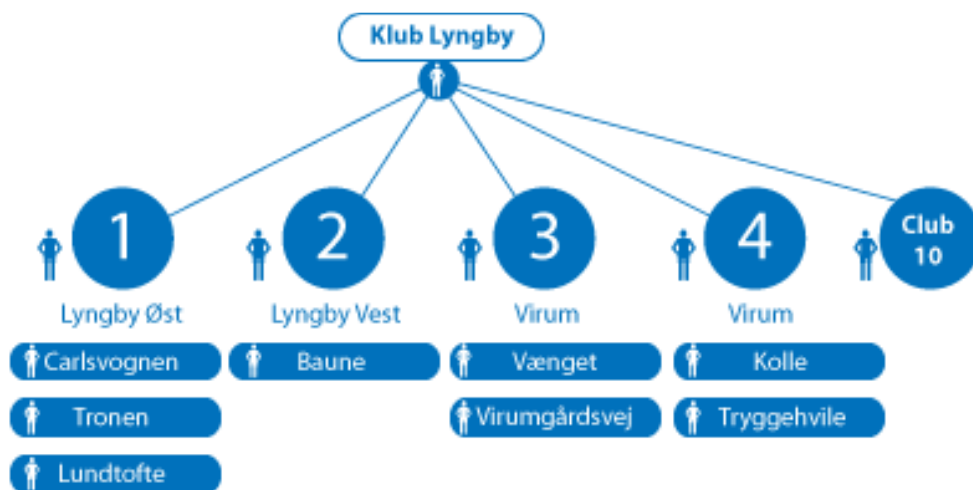 Klub Lyngby
1
2
3
4
Club
10
Lyngby Øst
Lyngby Vest
Virum
Virum
Carlsvognen
Baune
Vænget
Kolle
Tronen
Virumgårdsvej
Tryggehvile
Lundtofte